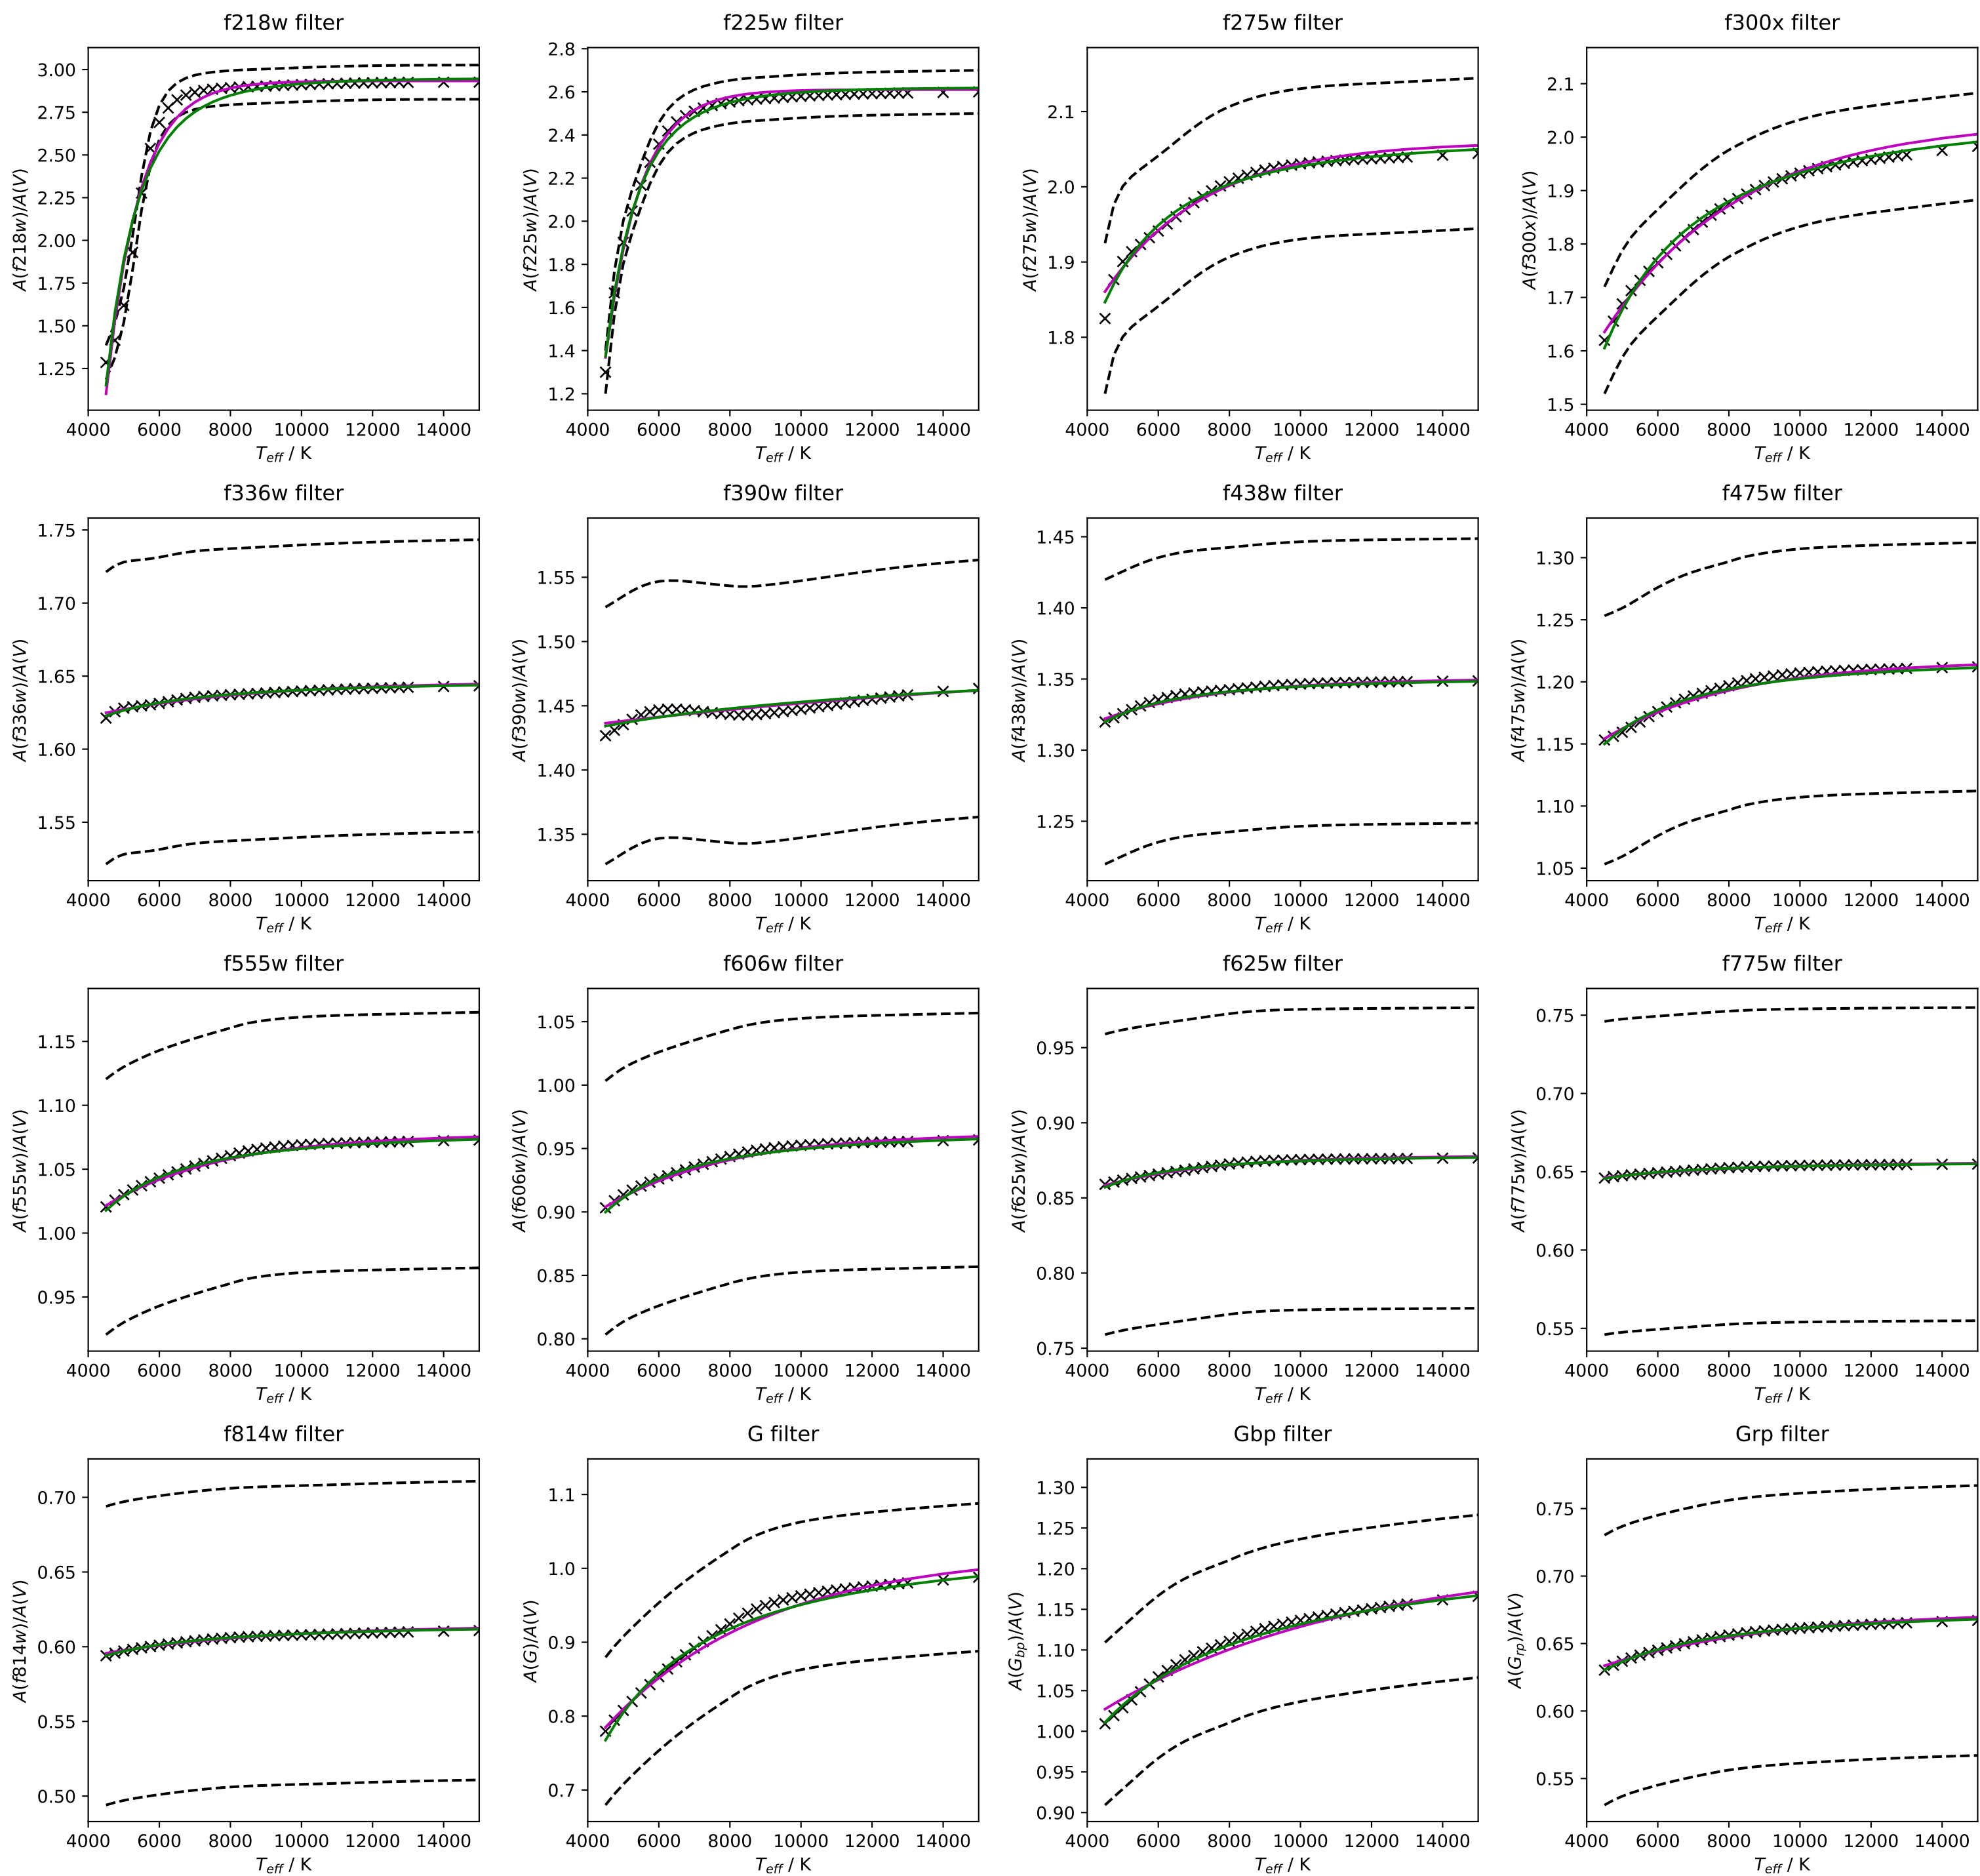 f218w filter
3.00
2.75
2.50
2.25
2.00
1.75
1.50
1.25
A(f218w)/A(V)
4000 6000 8000 10000 12000 14000
T_eff / K
f225w filter
2.8
2.6
2.4
2.2
2.0
1.8
1.6
1.4
1.2
A(f225w)/A(V)
4000 6000 8000 10000 12000 14000
T_eff / K
f275w filter
2.1
2.0
1.9
1.8
A(f275w)/A(V)
4000 6000 8000 10000 12000 14000
T_eff / K
f300x filter
2.1
2.0
1.9
1.8
1.7
1.6
1.5
A(f300x)/A(V)
4000 6000 8000 10000 12000 14000
T_eff / K
f336w filter
1.75
1.70
1.65
1.60
1.55
A(f336w)/A(V)
4000 6000 8000 10000 12000 14000
T_eff / K
f390w filter
1.55
1.50
1.45
1.40
1.35
A(f390w)/A(V)
4000 6000 8000 10000 12000 14000
T_eff / K
f438w filter
1.45
1.40
1.35
1.30
1.25
A(f438w)/A(V)
4000 6000 8000 10000 12000 14000
T_eff / K
f475w filter
1.30
1.25
1.20
1.15
1.10
1.05
A(f475w)/A(V)
4000 6000 8000 10000 12000 14000
T_eff / K
f555w filter
1.15
1.10
1.05
1.00
0.95
A(f555w)/A(V)
4000 6000 8000 10000 12000 14000
T_eff / K
f606w filter
1.05
1.00
0.95
0.90
0.85
0.80
A(f606w)/A(V)
4000 6000 8000 10000 12000 14000
T_eff / K
f625w filter
0.95
0.90
0.85
0.80
0.75
A(f625w)/A(V)
4000 6000 8000 10000 12000 14000
T_eff / K
f775w filter
0.75
0.70
0.65
0.60
0.55
A(f775w)/A(V)
4000 6000 8000 10000 12000 14000
T_eff / K
f814w filter
0.70
0.65
0.60
0.55
0.50
A(f814w)/A(V)
4000 6000 8000 10000 12000 14000
T_eff / K
G filter
1.1
1.0
0.9
0.8
0.7
A(G)/A(V)
4000 6000 8000 10000 12000 14000
T_eff / K
Gbp filter
1.30
1.25
1.20
1.15
1.10
1.05
1.00
0.95
0.90
A(G_bp)/A(V)
4000 6000 8000 10000 12000 14000
T_eff / K
Grp filter
0.75
0.70
0.65
0.60
0.55
A(G_rp)/A(V)
4000 6000 8000 10000 12000 14000
T_eff / K